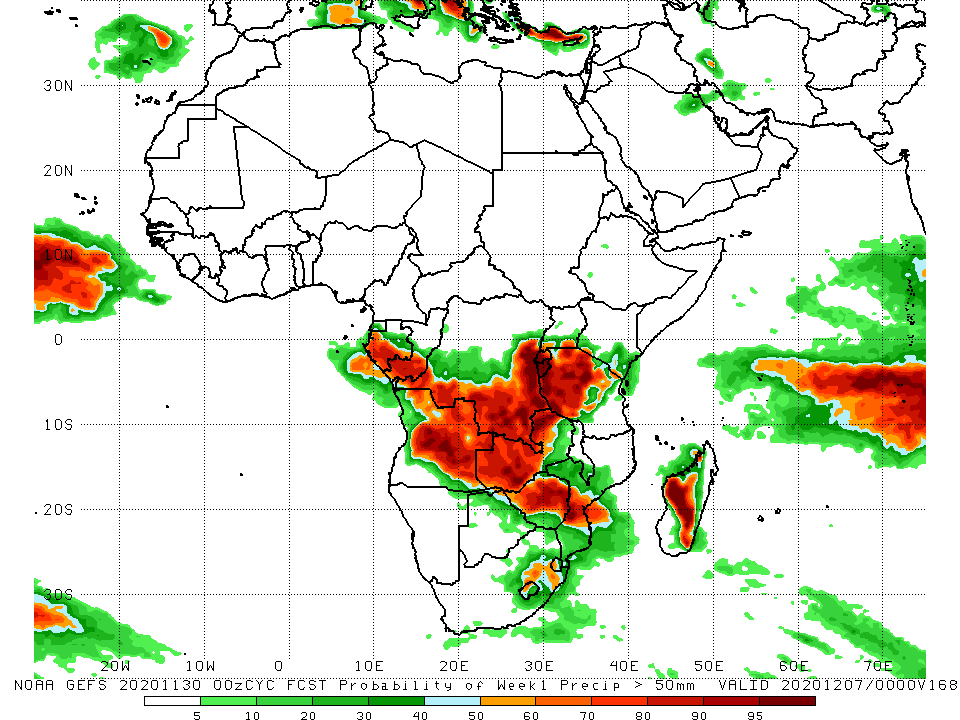 30N
20N
10N
0
10S
20S
30S
20W 10W 0 10E 20E 30E 40E 50E 60E 70E
NOAA GEFS 20201130 00zCYC FCST Probability of Week1 Precip > 50mm VALID 20201207/0000V168
5 10 20 30 40 50 60 70 80 90 95